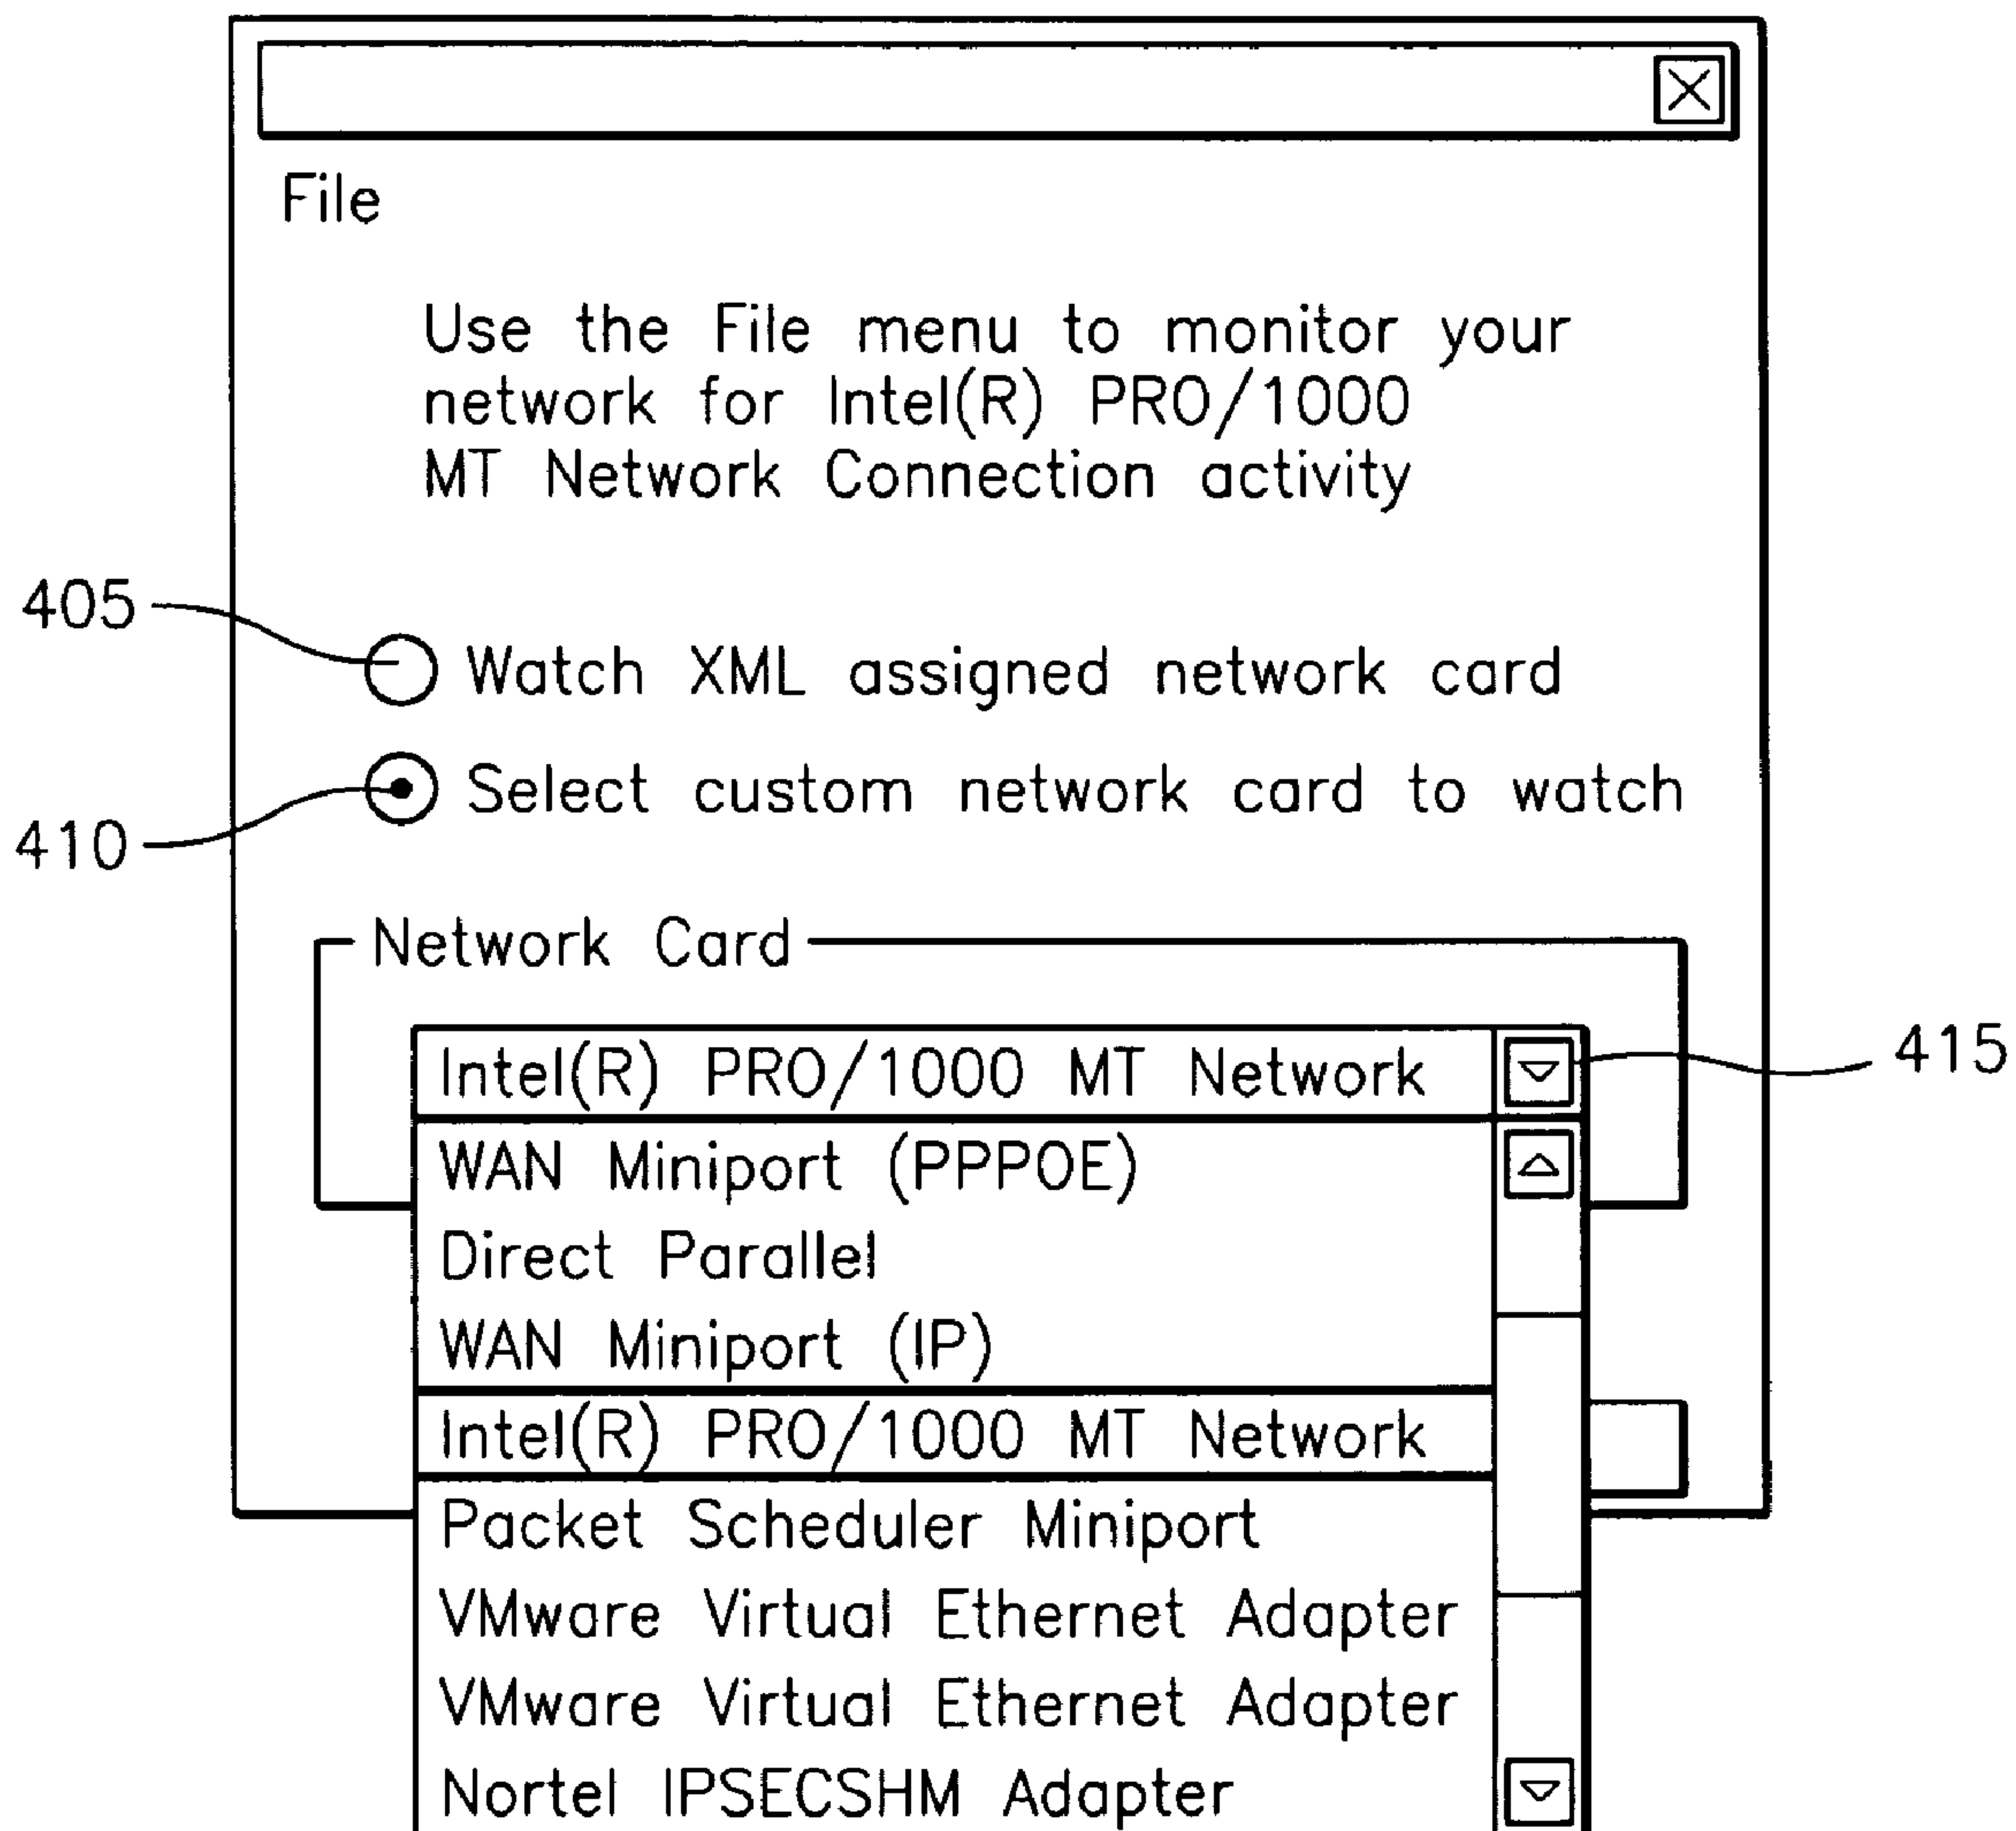 File
Use the File menu to monitor your
network for Intel(R) PRO/1000
MT Network Connection activity
405
Watch XML assigned network card
Select custom network card to watch
410
Network Card
Intel(R) PRO/1000 MT Network
415
WAN Miniport (PPPOE)
Direct Parallel
WAN Miniport (IP)
Intel(R) PRO/1000 MT Network
Packet Scheduler Miniport
VMware Virtual Ethernet Adapter
VMware Virtual Ethernet Adapter
Nortel IPSECSHM Adapter